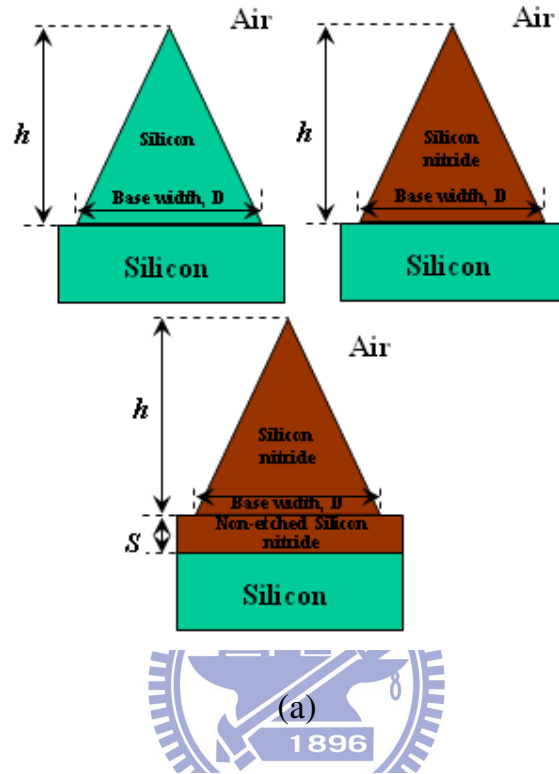 Air
h
Silicon
Base width, D
Silicon
Air
h
Silicon
nitride
Base width, D
Silicon
Air
h
Silicon
nitride
Base width, D
S
Non-etched Silicon
nitride
Silicon
(a)
1896